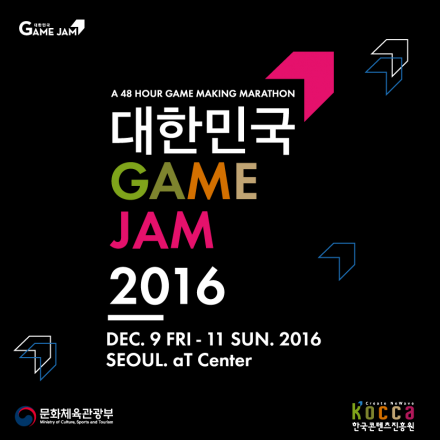 대한민국
GAME JAM
A 48 HOUR GAME MAKING MARATHON
대한민국
GAME
JAM
2016
DEC. 9 FRI - 11 SUN. 2016
SEOUL. aT Center
문화체육관광부
Ministry of Culture, Sports and Tourism
Create NeWave
kocca
한국콘텐츠진흥원